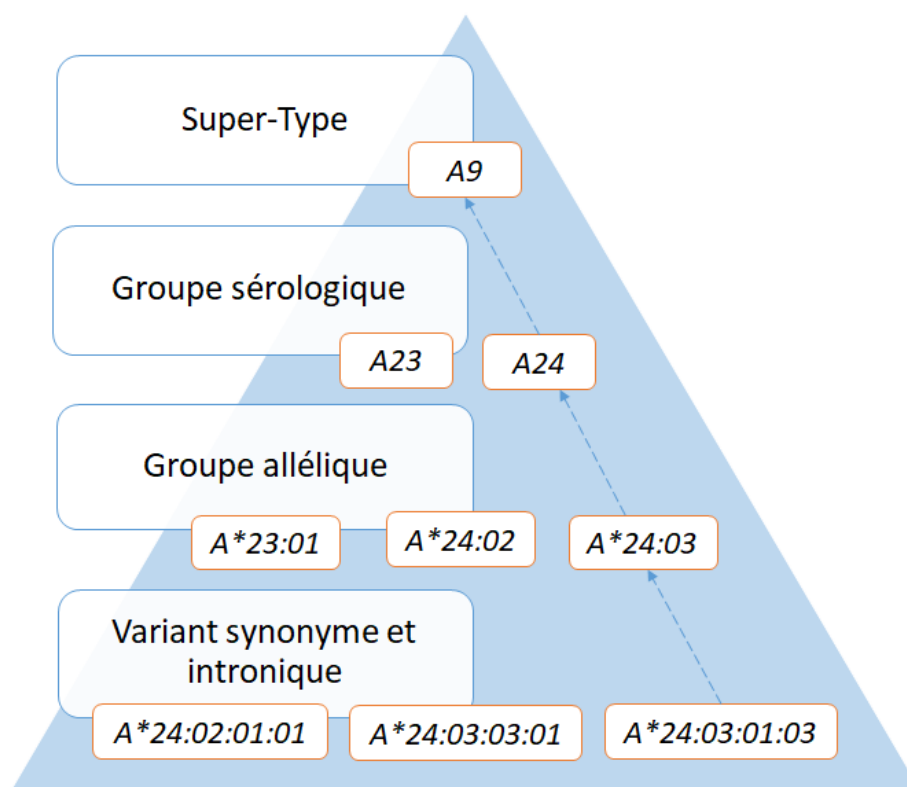 Super-Type
A9
Groupe sérologique
A23
A24
Groupe allélique
A*23:01
A*24:02
A*24:03
Variant synonyme et
intronique
A*24:02:01:01
A*24:03:03:01
A*24:03:01:03